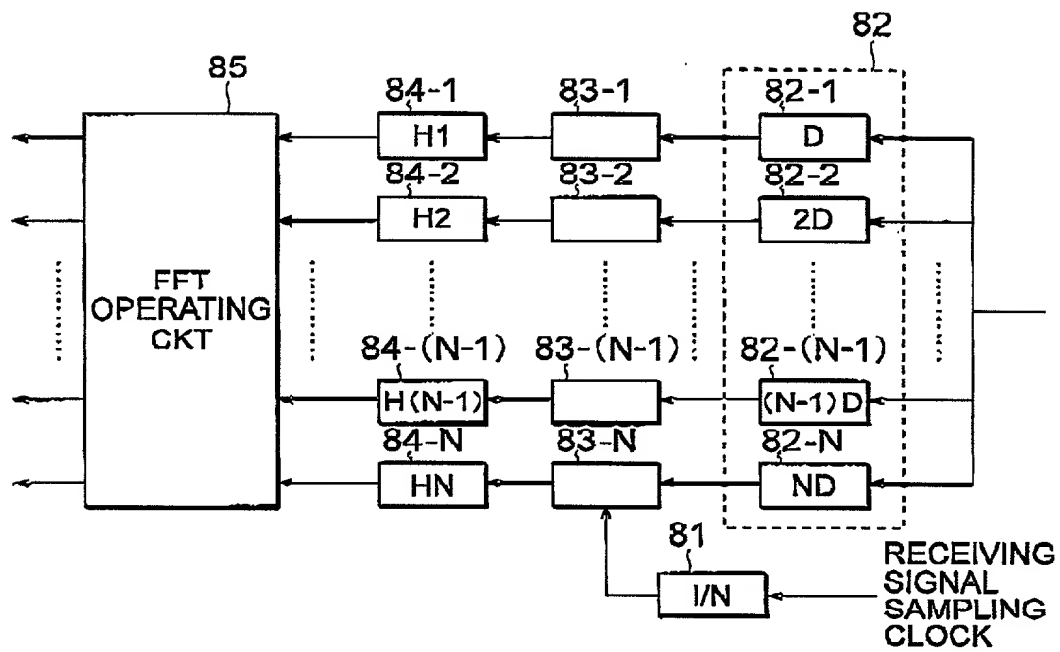 82
85
84-1
83-1
82-1
H1
D
84-2
83-2
82-2
H2
2D
FFT
OPERATING
CKT
84-(N-1)
83-(N-1)
82-(N-1)
H(N-1)
(N-1)D
84-N
83-N
82-N
HN
ND
81
I/N
RECEIVING
SIGNAL
SAMPLING
CLOCK